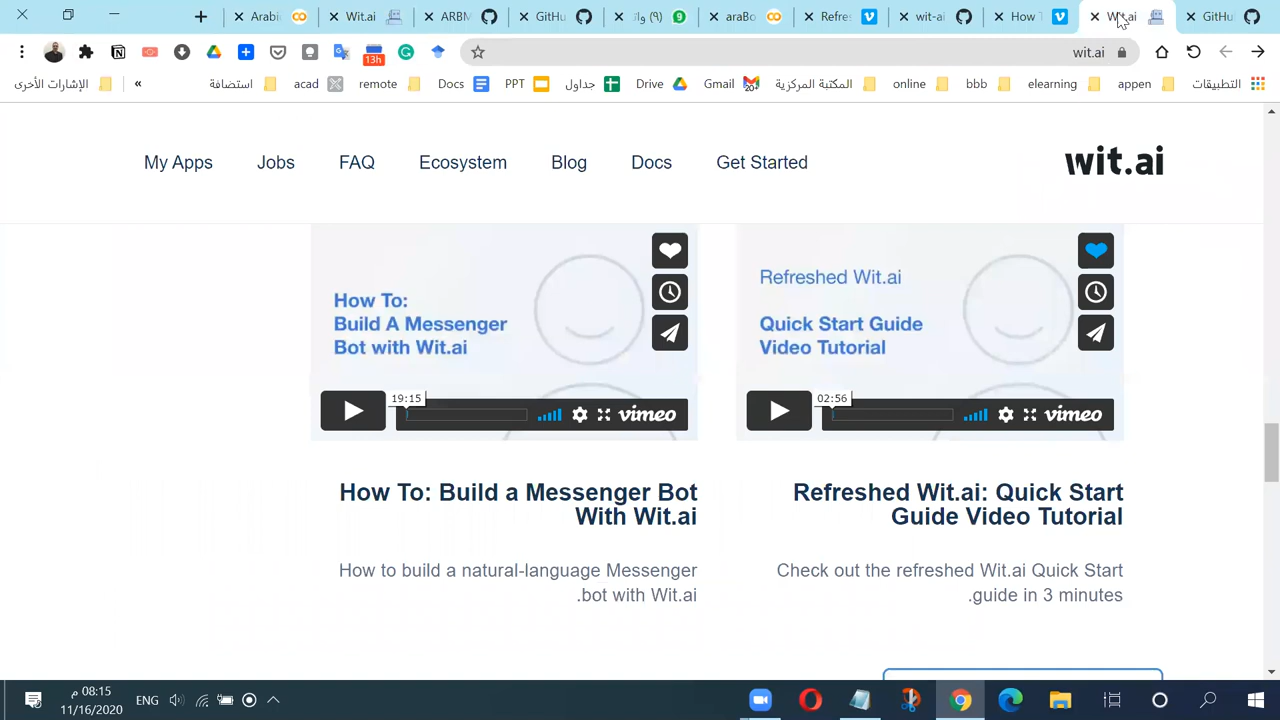 Arabi
Wit.ai
ARBM
GitHu
(٩) وات
araBo
Refres
wit-ai
How T
Wit.ai
GitHu
13h
wit.ai
التطبيقات
appen
elearning
bbb
online
المكتبة المركزية
Gmail
20+
Drive
جداول
PPT
Docs
remote
acad
استضافة
«
الإشارات الأخرى
My Apps
Jobs
FAQ
Ecosystem
Blog
Docs
Get Started
wit.ai
How To:
Build A Messenger
Bot with Wit.ai
19:15
vimeo
Refreshed Wit.ai
Quick Start Guide
Video Tutorial
02:56
vimeo
How To: Build a Messenger Bot
With Wit.ai
How to build a natural-language Messenger
.bot with Wit.ai
Refreshed Wit.ai: Quick Start
Guide Video Tutorial
Check out the refreshed Wit.ai Quick Start
.guide in 3 minutes
08:15 م
11/16/2020
ENG